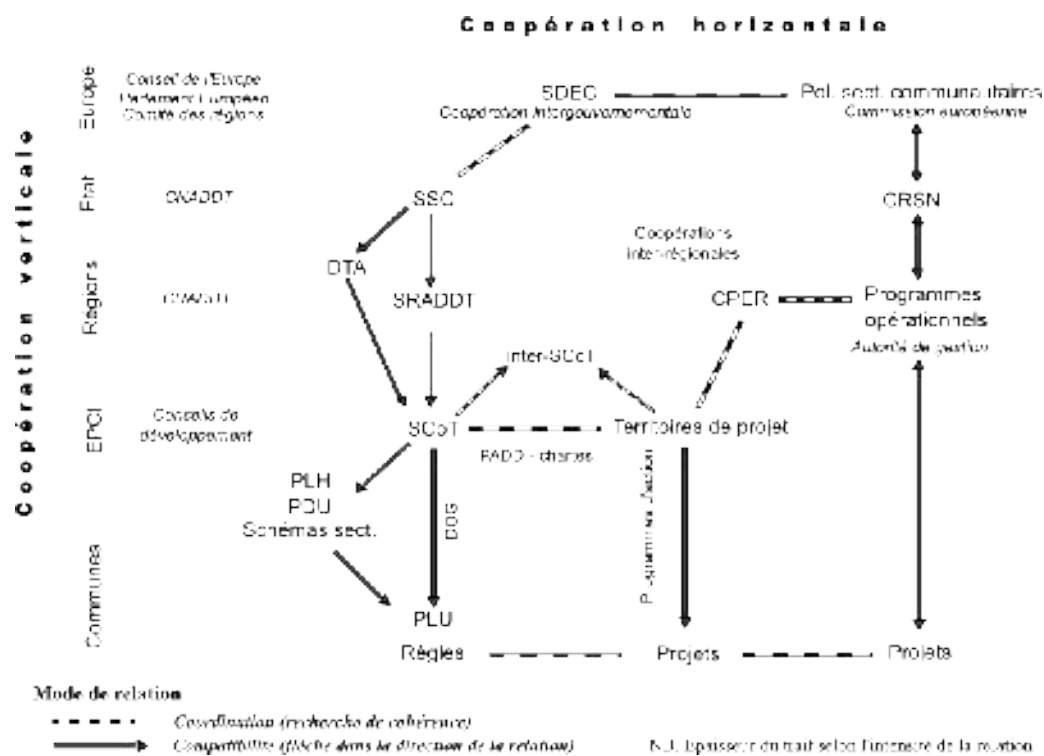 Coopération horizontale
Coopération verticale
Europe
Conseil de l'Europe
Parlement Européen
Comité des régions
SDEC
Coopération intergouvernementale
Pol. sect. communautaires
Commission européenne
Etat
CNADDT
SSC
CRSN
Coopérations
inter-régionales
Régions
DTA
SRADDT
CPER
Programmes
opérationnels
Autorité de gestion
inter-SCoT
EPCI
Conseils de
développement
SCoT
Territoires de projet
PADD - chartes
PLH
PDU
Schémas sect.
DOG
Programmes d'action
Communes
PLU
Règles
Projets
Projets
Mode de relation
Coordination (recherche de cohérence)
Compatibilité (flèche dans la direction de la relation)
Epaisseur du trait selon l'intensité de la relation